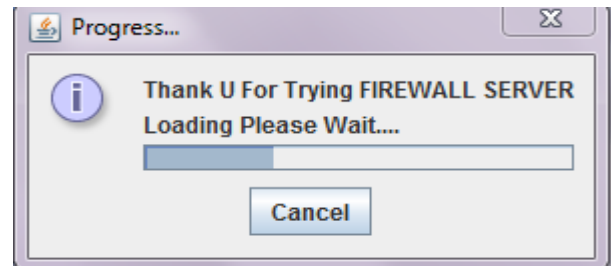 Progress...
Thank U For Trying FIREWALL SERVER
Loading Please Wait....
Cancel